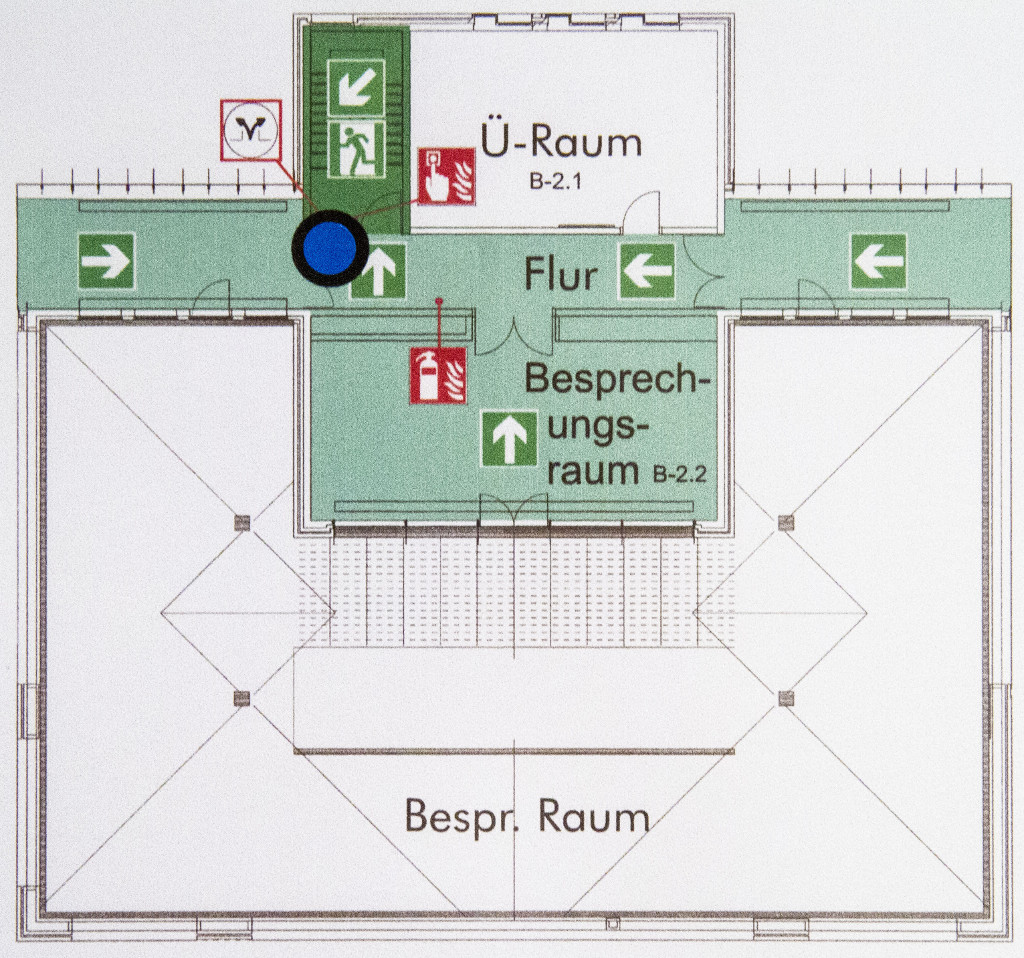 Ü-Raum
B-2.1
Flur
Besprech-
ungs-
raum B-2.2
Bespr. Raum